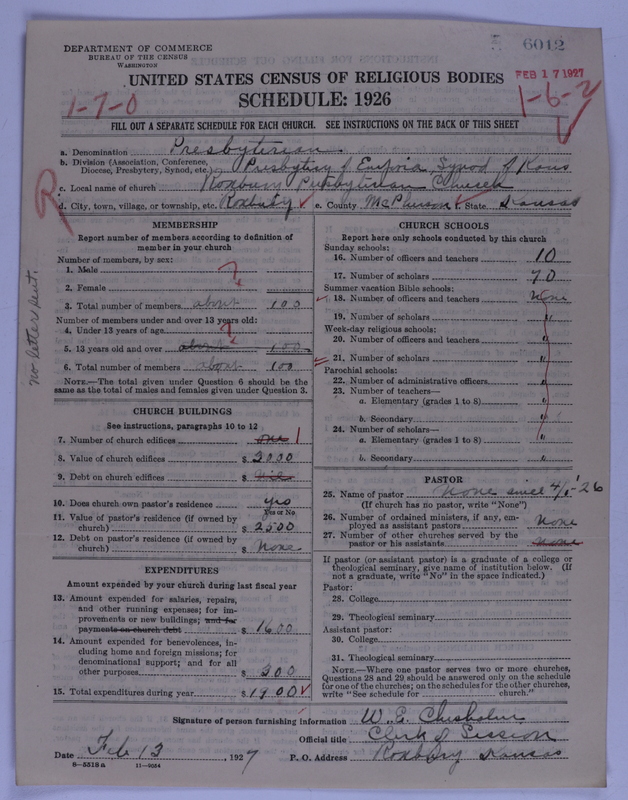 DEPARTMENT OF COMMERCE
BUREAU OF THE CENSUS
WASHINGTON
6012
UNITED STATES CENSUS OF RELIGIOUS BODIES
FEB 17 1927
SCHEDULE: 1926
1-7-0
1-6-2
FILL OUT A SEPARATE SCHEDULE FOR EACH CHURCH. SEE INSTRUCTIONS ON THE BACK OF THIS SHEET
a. Denomination Presbyterian
b. Division (Association, Conference, Diocese, Presbytery, Synod, etc.) Presbytery of Emporia, Synod of Kans
c. Local name of church Roxbury Presbyterian Church
d. City, town, village, or township, etc. Roxbury e. County McPherson f. State Kansas
R
no letter sent.
MEMBERSHIP
Report number of members according to definition of
member in your church
Number of members, by sex:
1. Male
?
2. Female
3. Total number of members about 100
Number of members under and over 13 years old:
4. Under 13 years of age ?
5. 13 years old and over about 100
6. Total number of members about 100
NOTE.—The total given under Question 6 should be the
same as the total of males and females given under Question 3.
CHURCH BUILDINGS
See instructions, paragraphs 10 to 12
7. Number of church edifices one 1
8. Value of church edifices $ 3000
9. Debt on church edifices $ Nil
10. Does church own pastor's residence yes
Yes or No
11. Value of pastor's residence (if owned by
church) $ 2500
12. Debt on pastor's residence (if owned by
church) $ None
EXPENDITURES
Amount expended by your church during last fiscal year
13. Amount expended for salaries, repairs,
and other running expenses; for im-
provements or new buildings; and for
payments on church debt $ 1600
14. Amount expended for benevolences, in-
cluding home and foreign missions; for
denominational support; and for all
other purposes $ 300
15. Total expenditures during year $ 1900
CHURCH SCHOOLS
Report here only schools conducted by this church
Sunday schools:
16. Number of officers and teachers 10
17. Number of scholars 70
Summer vacation Bible schools:
18. Number of officers and teachers None
19. Number of scholars "
Week-day religious schools:
20. Number of officers and teachers "
21. Number of scholars "
Parochial schools:
22. Number of administrative officers "
23. Number of teachers—
a. Elementary (grades 1 to 8) "
b. Secondary "
24. Number of scholars—
a. Elementary (grades 1 to 8) "
b. Secondary "
PASTOR
25. Name of pastor None since 4/1-26
(If church has no pastor, write "None")
26. Number of ordained ministers, if any, em-
ployed as assistant pastors None
27. Number of other churches served by the
pastor or his assistants None
If pastor (or assistant pastor) is a graduate of a college or
theological seminary, give name of institution below. (If
not a graduate, write "No" in the space indicated.)
Pastor:
28. College
29. Theological seminary
Assistant pastor:
30. College
31. Theological seminary
NOTE.—Where one pastor serves two or more churches,
Questions 28 and 29 should be answered only on the schedule
for one of the churches; on the schedules for the other churches,
write "See schedule for church."
Signature of person furnishing information W. E. Chisholm
Official title Clerk of Session
Date Feb 13, 1927 P. O. Address Roxbury Kansas
8—5518a 11—9034